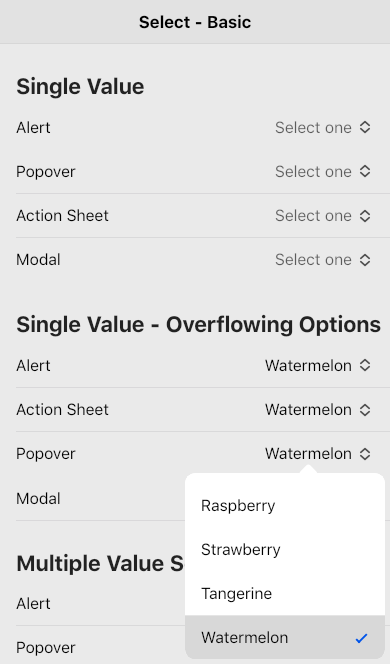 Select - Basic
Single Value
Alert Select one
Popover Select one
Action Sheet Select one
Modal Select one
Single Value - Overflowing Options
Alert Watermelon
Action Sheet Watermelon
Popover Watermelon
Modal
Raspberry
Strawberry
Tangerine
Watermelon
Multiple Value S
Alert
Popover